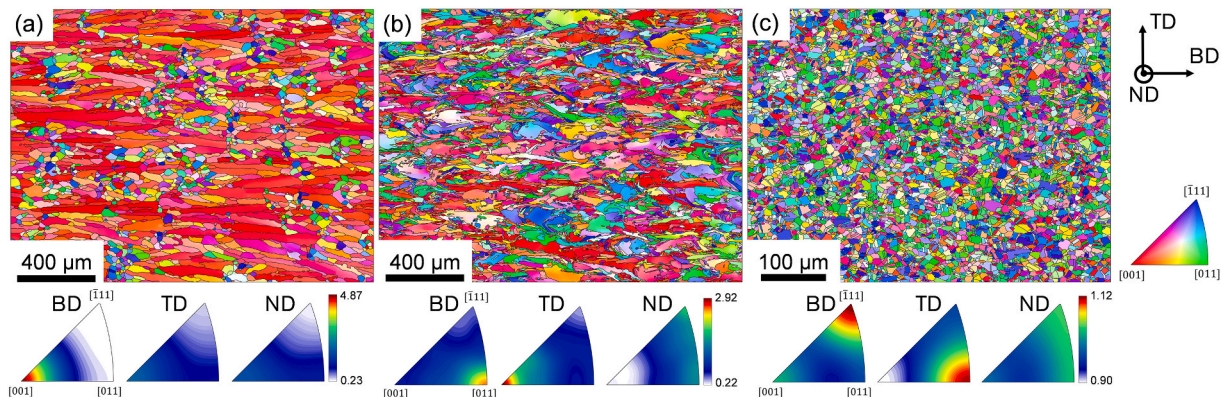 (a)
(b)
(c)
TD
BD
ND
400 µm
400 µm
100 µm
[1̄11]
[001]
[011]
BD
[1̄11]
TD
ND
4.87
0.23
[001]
[011]
BD
[1̄11]
TD
ND
2.92
0.22
[001]
[011]
BD
[1̄11]
TD
ND
1.12
0.90
[001]
[011]